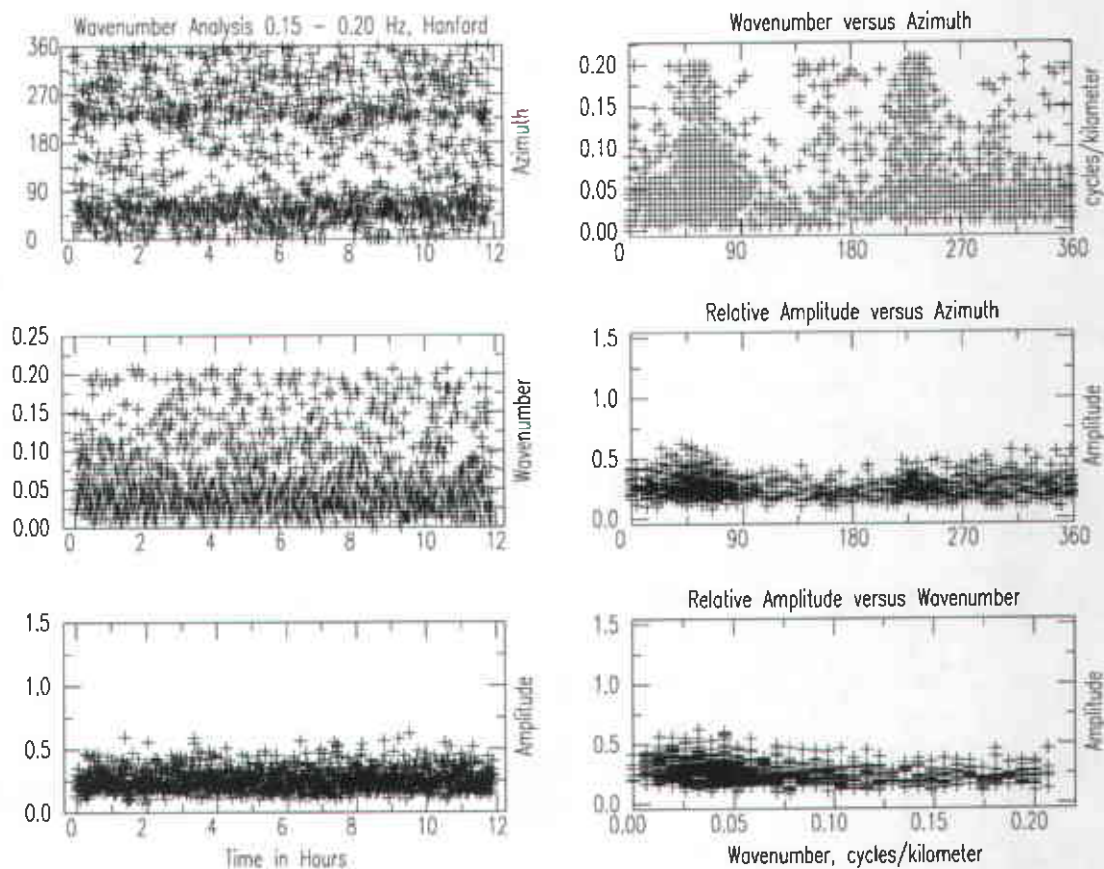 Wavenumber Analysis 0.15 – 0.20 Hz, Hanford
360
270
180
90
0
0 2 4 6 8 10 12
Azimuth
Wavenumber versus Azimuth
0.20
0.15
0.10
0.05
0.00
0 90 180 270 360
cycles/kilometer
0.25
0.20
0.15
0.10
0.05
0.00
0 2 4 6 8 10 12
Wavenumber
Relative Amplitude versus Azimuth
1.5
1.0
0.5
0.0
0 90 180 270 360
Amplitude
1.5
1.0
0.5
0.0
0 2 4 6 8 10 12
Time in Hours
Amplitude
Relative Amplitude versus Wavenumber
1.5
1.0
0.5
0.0
0.00 0.05 0.10 0.15 0.20
Wavenumber, cycles/kilometer
Amplitude